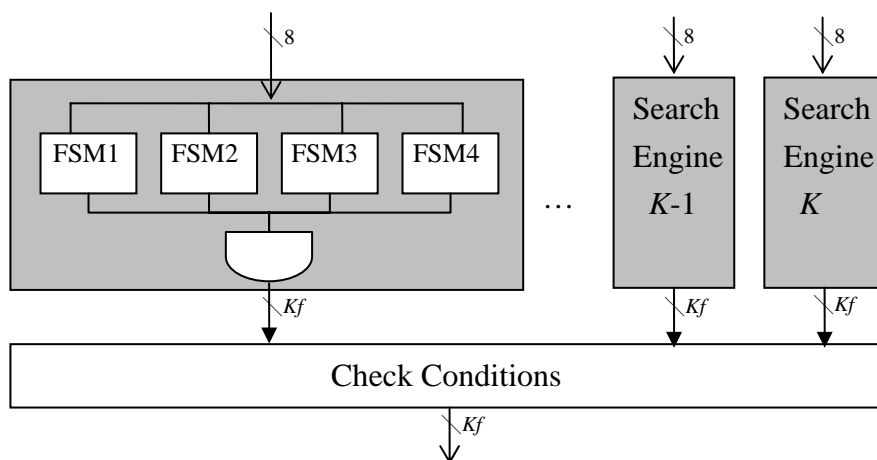 8
8
8
FSM1
FSM2
FSM3
FSM4
...
Search
Engine
K-1
Search
Engine
K
Kf
Kf
Kf
Check Conditions
Kf